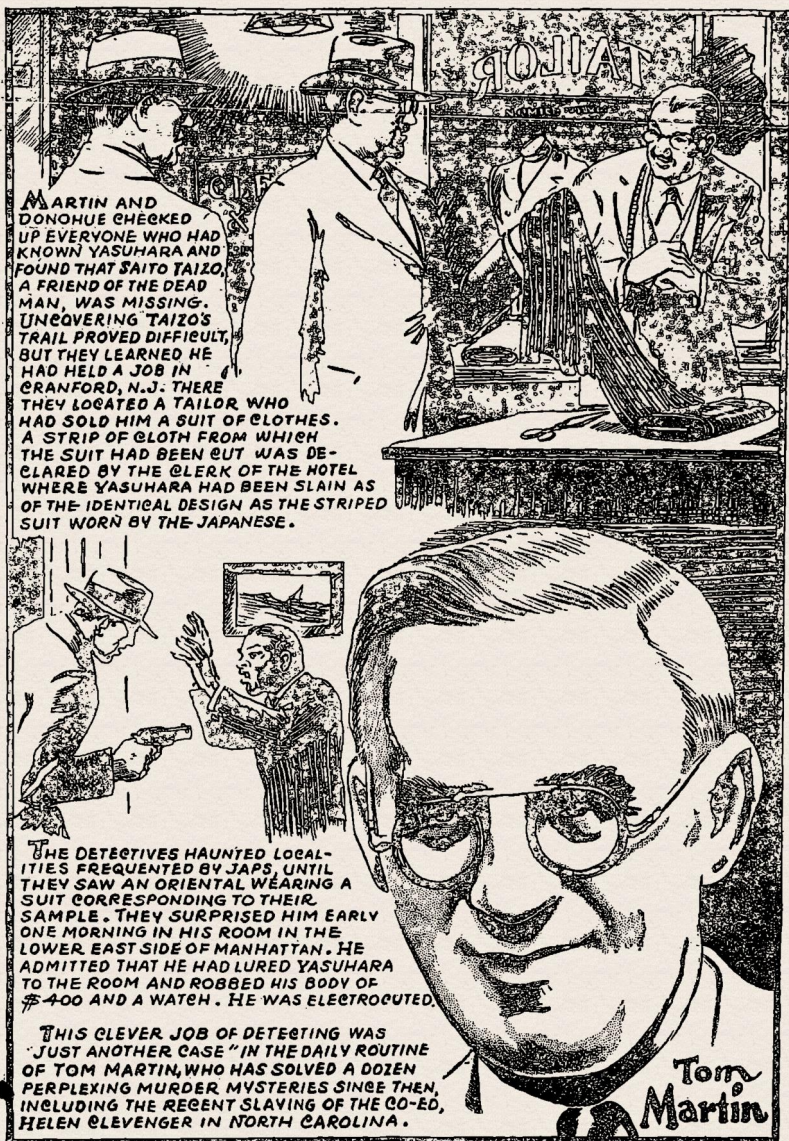 TAILOR
CLE
MARTIN AND
DONOHUE CHECKED
UP EVERYONE WHO HAD
KNOWN YASUHARA AND
FOUND THAT SAITO TAIZO,
A FRIEND OF THE DEAD
MAN, WAS MISSING.
UNCOVERING TAIZO'S
TRAIL PROVED DIFFICULT,
BUT THEY LEARNED HE
HAD HELD A JOB IN
CRANFORD, N.J. THERE
THEY LOCATED A TAILOR WHO
HAD SOLD HIM A SUIT OF CLOTHES.
A STRIP OF CLOTH FROM WHICH
THE SUIT HAD BEEN CUT WAS DE-
CLARED BY THE CLERK OF THE HOTEL
WHERE YASUHARA HAD BEEN SLAIN AS
OF THE IDENTICAL DESIGN AS THE STRIPED
SUIT WORN BY THE JAPANESE.
THE DETECTIVES HAUNTED LOCAL-
ITIES FREQUENTED BY JAPS, UNTIL
THEY SAW AN ORIENTAL WEARING A
SUIT CORRESPONDING TO THEIR
SAMPLE. THEY SURPRISED HIM EARLY
ONE MORNING IN HIS ROOM IN THE
LOWER EAST SIDE OF MANHATTAN. HE
ADMITTED THAT HE HAD LURED YASUHARA
TO THE ROOM AND ROBBED HIS BODY OF
$400 AND A WATCH. HE WAS ELECTROCUTED.
THIS CLEVER JOB OF DETECTING WAS
"JUST ANOTHER CASE" IN THE DAILY ROUTINE
OF TOM MARTIN, WHO HAS SOLVED A DOZEN
PERPLEXING MURDER MYSTERIES SINCE THEN,
INCLUDING THE RECENT SLAYING OF THE CO-ED,
HELEN CLEVENGER IN NORTH CAROLINA.
Tom
Martin